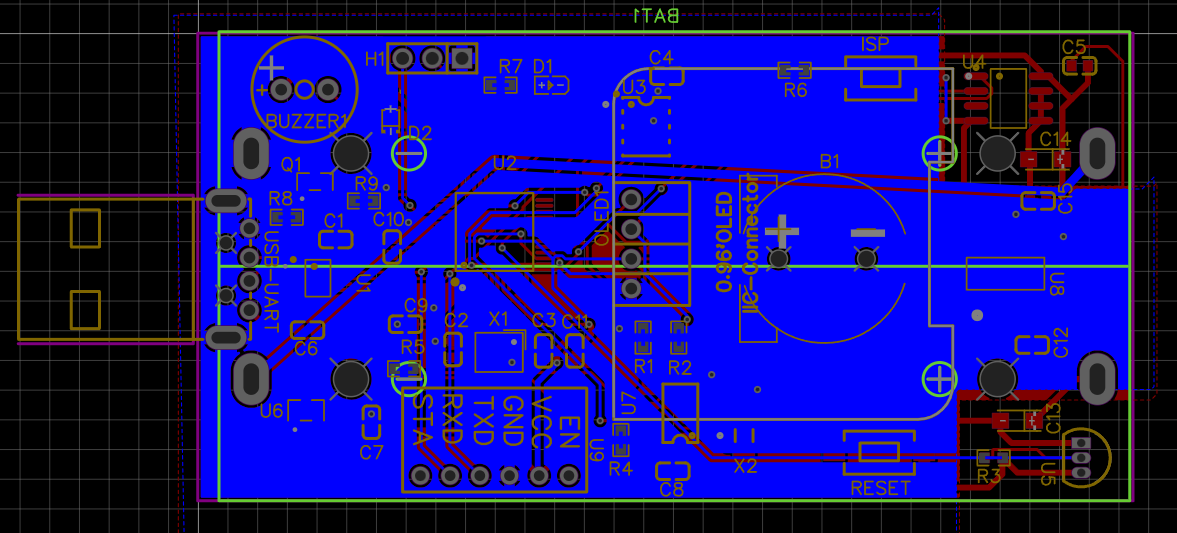 BAT1
H1
R7
D1
C4
U3
R6
ISP
U4
C5
BUZZER1
D2
C14
Q1
U2
B1
R9
R8
C15
C1
C10
OLED1
0.96'OLED
IIC-Connector
USB-UART
U1
U8
C9
C2
X1
C3
C11
C6
R5
R1
R2
C12
U6
STA
RXD
TXD
GND
VCC
EN
U7
C13
C7
U9
R4
X2
R3
U5
C8
RESET